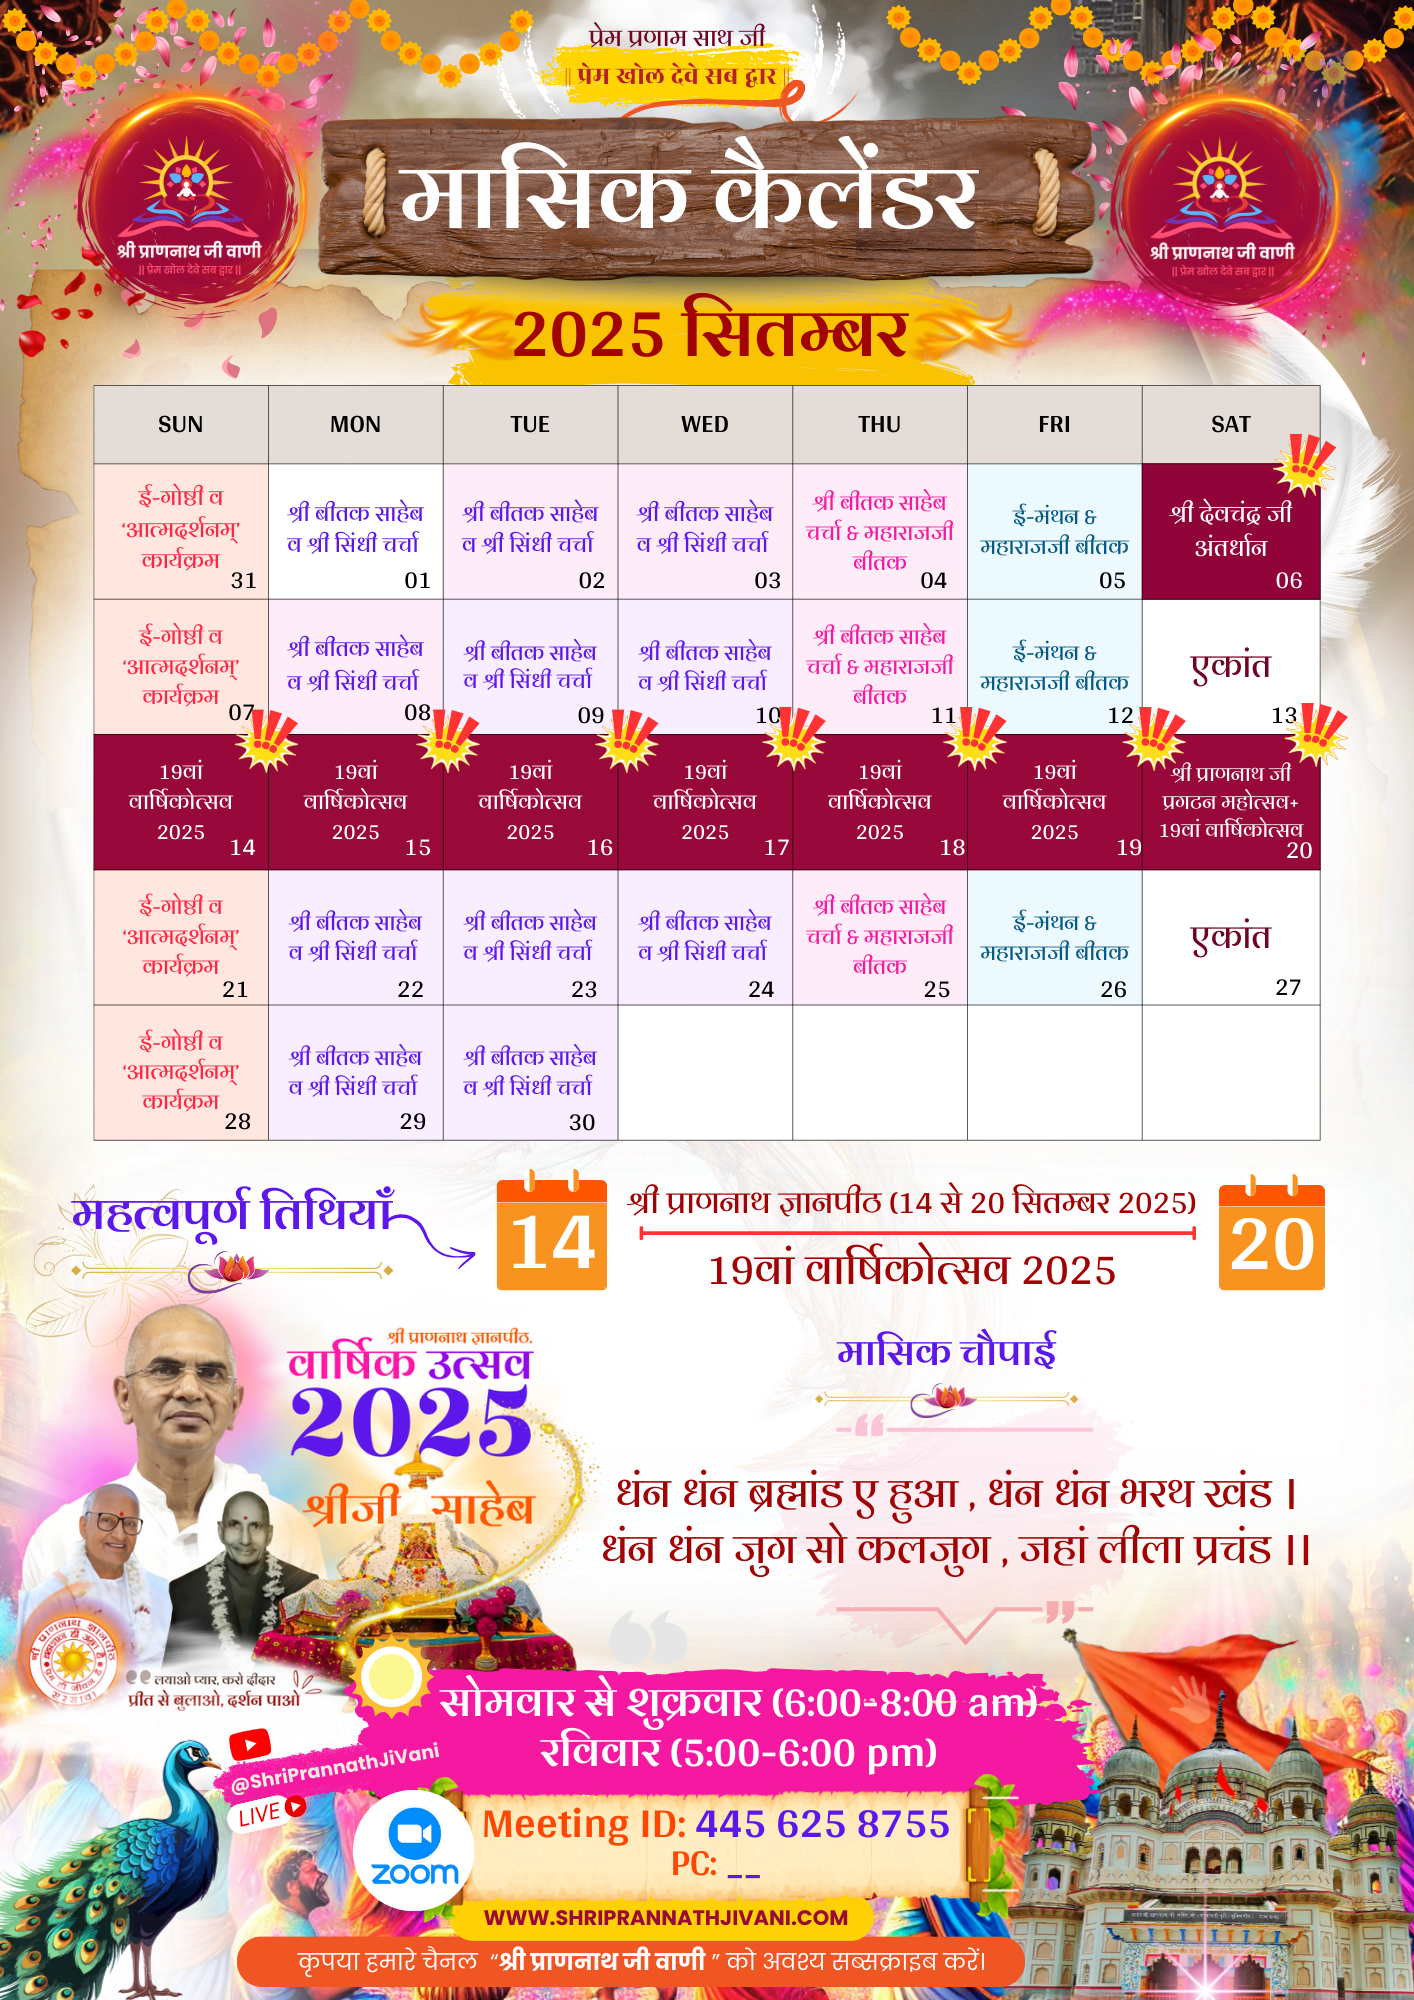 प्रेम प्रणाम साथ जी
|| प्रेम खोल देवे सब द्वार ||
मासिक कैलेंडर
श्री प्राणनाथ जी वाणी
|| प्रेम खोल देवे सब द्वार ||
श्री प्राणनाथ जी वाणी
|| प्रेम खोल देवे सब द्वार ||
2025 सितम्बर
SUN MON TUE WED THU FRI SAT
ई-गोष्ठी व
‘आत्मदर्शनम्’
कार्यक्रम
31
श्री बीतक साहेब
व श्री सिंधी चर्चा
01
श्री बीतक साहेब
व श्री सिंधी चर्चा
02
श्री बीतक साहेब
व श्री सिंधी चर्चा
03
श्री बीतक साहेब
चर्चा & महाराजजी
बीतक
04
ई-मंथन &
महाराजजी बीतक
05
श्री देवचंद्र जी
अंतर्धान
06
ई-गोष्ठी व
‘आत्मदर्शनम्’
कार्यक्रम
07
श्री बीतक साहेब
व श्री सिंधी चर्चा
08
श्री बीतक साहेब
व श्री सिंधी चर्चा
09
श्री बीतक साहेब
व श्री सिंधी चर्चा
10
श्री बीतक साहेब
चर्चा & महाराजजी
बीतक
11
ई-मंथन &
महाराजजी बीतक
12
एकांत
13
19वां
वार्षिकोत्सव
2025
14
19वां
वार्षिकोत्सव
2025
15
19वां
वार्षिकोत्सव
2025
16
19वां
वार्षिकोत्सव
2025
17
19वां
वार्षिकोत्सव
2025
18
19वां
वार्षिकोत्सव
2025
19
श्री प्राणनाथ जी
प्रगटन महोत्सव+
19वां वार्षिकोत्सव
20
ई-गोष्ठी व
‘आत्मदर्शनम्’
कार्यक्रम
21
श्री बीतक साहेब
व श्री सिंधी चर्चा
22
श्री बीतक साहेब
व श्री सिंधी चर्चा
23
श्री बीतक साहेब
व श्री सिंधी चर्चा
24
श्री बीतक साहेब
चर्चा & महाराजजी
बीतक
25
ई-मंथन &
महाराजजी बीतक
26
एकांत
27
ई-गोष्ठी व
‘आत्मदर्शनम्’
कार्यक्रम
28
श्री बीतक साहेब
व श्री सिंधी चर्चा
29
श्री बीतक साहेब
व श्री सिंधी चर्चा
30
महत्वपूर्ण तिथियाँ
14
श्री प्राणनाथ ज्ञानपीठ (14 से 20 सितम्बर 2025)
19वां वार्षिकोत्सव 2025
20
श्री प्राणनाथ ज्ञानपीठ.
वार्षिक उत्सव
2025
श्रीजी साहेब
मासिक चौपाई
धंन धंन ब्रह्मांड ए हुआ , धंन धंन भरथ खंड ।
धंन धंन जुग सो कलजुग , जहां लीला प्रचंड ।।
श्री प्राणनाथ ज्ञानपीठ
सरसावा
लयाओ प्यार, करो दीदार
प्रीत से बुलाओ, दर्शन पाओ
सोमवार से शुक्रवार (6:00-8:00 am)
रविवार (5:00-6:00 pm)
@ShriPrannathJiVani
LIVE
zoom
Meeting ID: 445 625 8755
PC: _ _
WWW.SHRIPRANNATHJIVANI.COM
कृपया हमारे चैनल “श्री प्राणनाथ जी वाणी ” को अवश्य सब्सक्राइब करें।